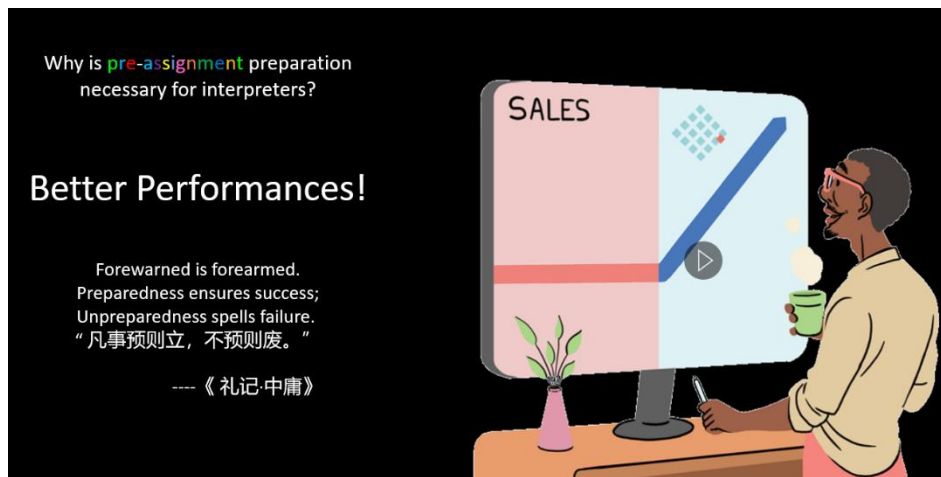 Why is pre-assignment preparation
necessary for interpreters?
Better Performances!
Forewarned is forearmed.
Preparedness ensures success;
Unpreparedness spells failure.
“凡事预则立，不预则废。”
----《 礼记·中庸》
SALES